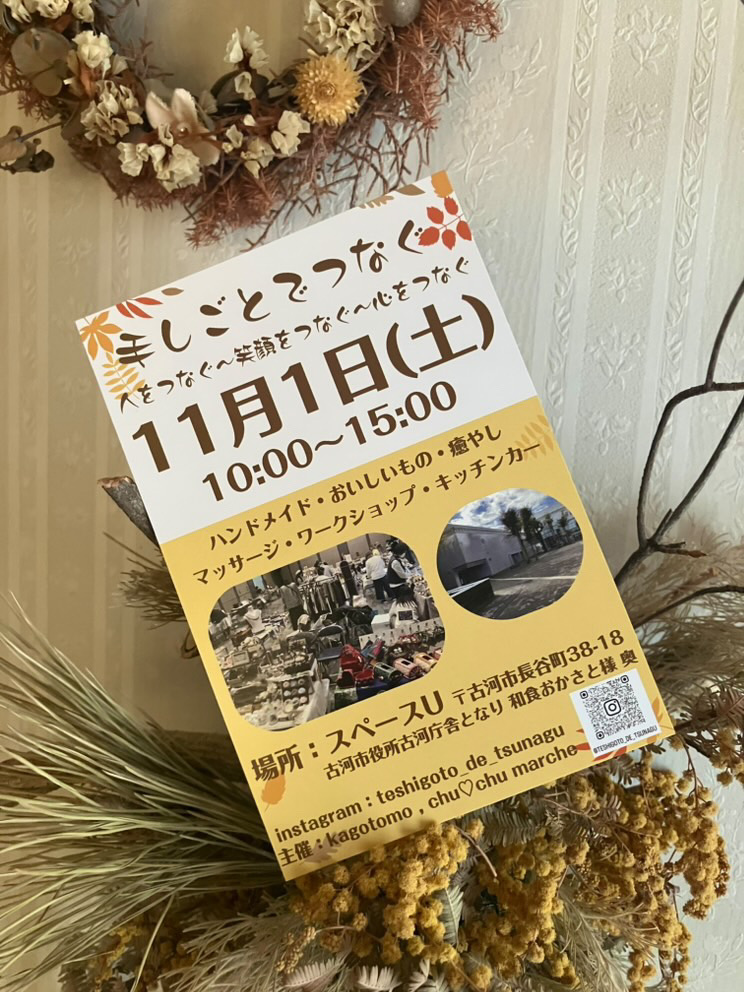 手しごとでつなぐ
人をつなぐ〜笑顔をつなぐ〜心をつなぐ
11月1日(土)
10:00〜15:00
ハンドメイド・おいしいもの・癒やし
マッサージ・ワークショップ・キッチンカー
場所：スペースU 〒古河市長谷町38-18
古河市役所古河庁舎となり 和食おかさと様 奥
@TESHIGOTO_DE_TSUNAGU
instagram：teshigoto_de_tsunagu
主催：kagotomo , chu♡chu marche